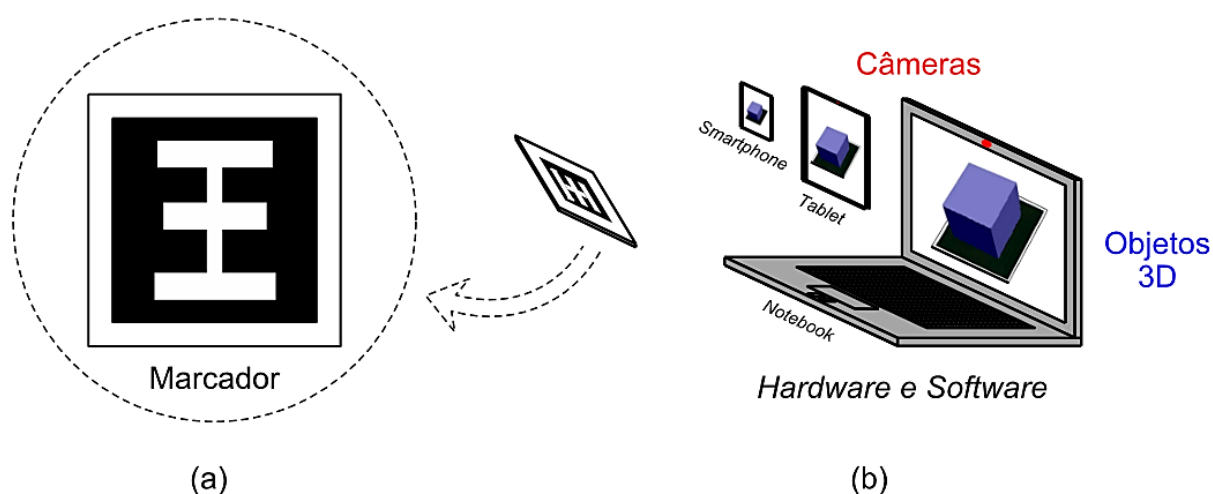 Marcador
(a)
Câmeras
Smartphone
Tablet
Notebook
Objetos
3D
Hardware e Software
(b)